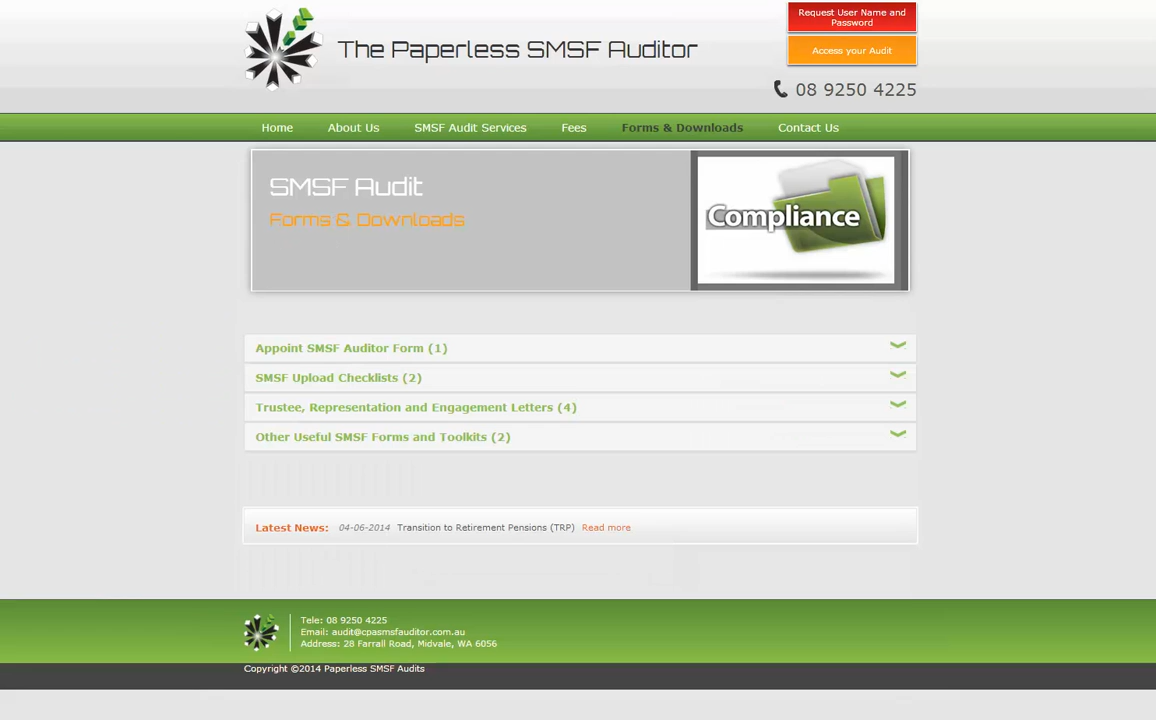 Request User Name and
Password
The Paperless SMSF Auditor
Access your Audit
08 9250 4225
Home About Us SMSF Audit Services Fees Forms & Downloads Contact Us
SMSF Audit
Forms & Downloads
Compliance
Appoint SMSF Auditor Form (1)
SMSF Upload Checklists (2)
Trustee, Representation and Engagement Letters (4)
Other Useful SMSF Forms and Toolkits (2)
Latest News: 04-06-2014 Transition to Retirement Pensions (TRP) Read more
Tele: 08 9250 4225
Email: audit@cpasmsfauditor.com.au
Address: 28 Farrall Road, Midvale, WA 6056
Copyright ©2014 Paperless SMSF Audits